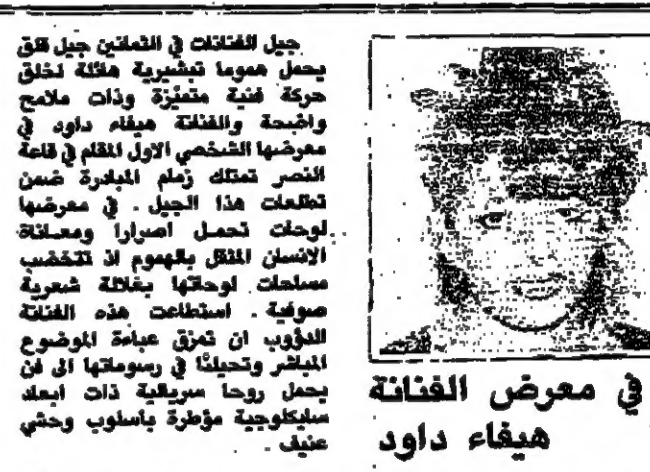 في معرض الفنانة
هيفاء داود
جيل الفنانات في الثمانين جيل قلق
يحمل هموما تبشيرية هائلة لخلق
حركة فنية متميّزة وذات ملامح
واضحة والفنانة هيفاء داود في
معرضها الشخصي الاول المقام في قاعة
النصر تمتلك زمام المبادرة ضمن
تطلعات هذا الجيل . في معرضها
لوحات تحمل اصرارا ومعاناة
الانسان المثقل بالهموم اذ تتخضب
مساحات لوحاتها بغلالة شعرية
صوفية . استطاعت هذه الفنانة
الدؤوب ان تمزق عباءة الموضوع
المباشر وتحيلنا في رسوماتها الى فن
يحمل روحا سريالية ذات ابعاد
سايكلوجية مؤطرة بأسلوب وحشي
عنيف .